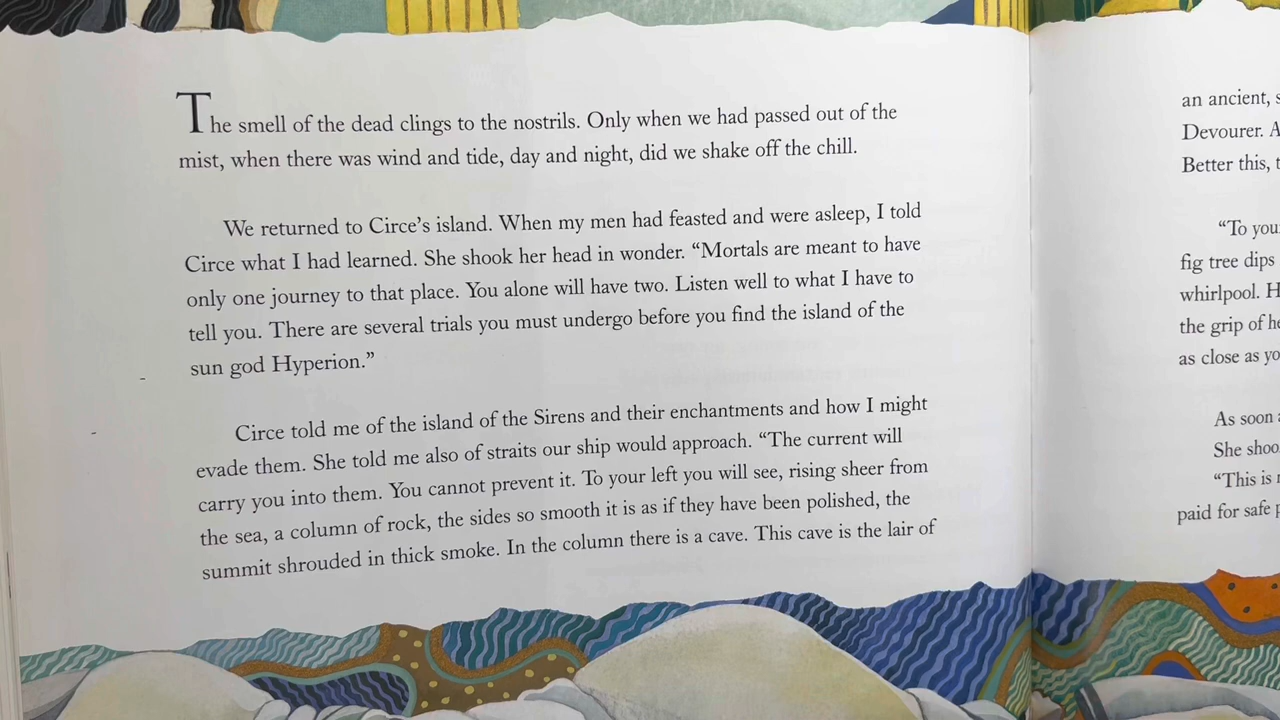 The smell of the dead clings to the nostrils. Only when we had passed out of the
mist, when there was wind and tide, day and night, did we shake off the chill.
We returned to Circe’s island. When my men had feasted and were asleep, I told
Circe what I had learned. She shook her head in wonder. “Mortals are meant to have
only one journey to that place. You alone will have two. Listen well to what I have to
tell you. There are several trials you must undergo before you find the island of the
sun god Hyperion.”
Circe told me of the island of the Sirens and their enchantments and how I might
evade them. She told me also of straits our ship would approach. “The current will
carry you into them. You cannot prevent it. To your left you will see, rising sheer from
the sea, a column of rock, the sides so smooth it is as if they have been polished, the
summit shrouded in thick smoke. In the column there is a cave. This cave is the lair of
an ancient,
Devourer.
Better this,
“To
fig tree dips
whirlpool.
the grip of
as close as
As soon
She
“This is
paid for safe